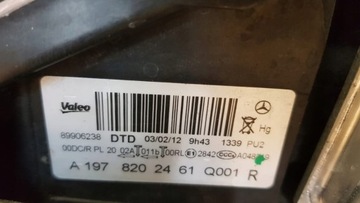 Valeo
Hg
89906238 DTD 03/02/12 9h43 1339 PU2
00DC/R PL 20 02A 011b 00RL E1 2842 CCC
A 197 820 24 61 Q001 R